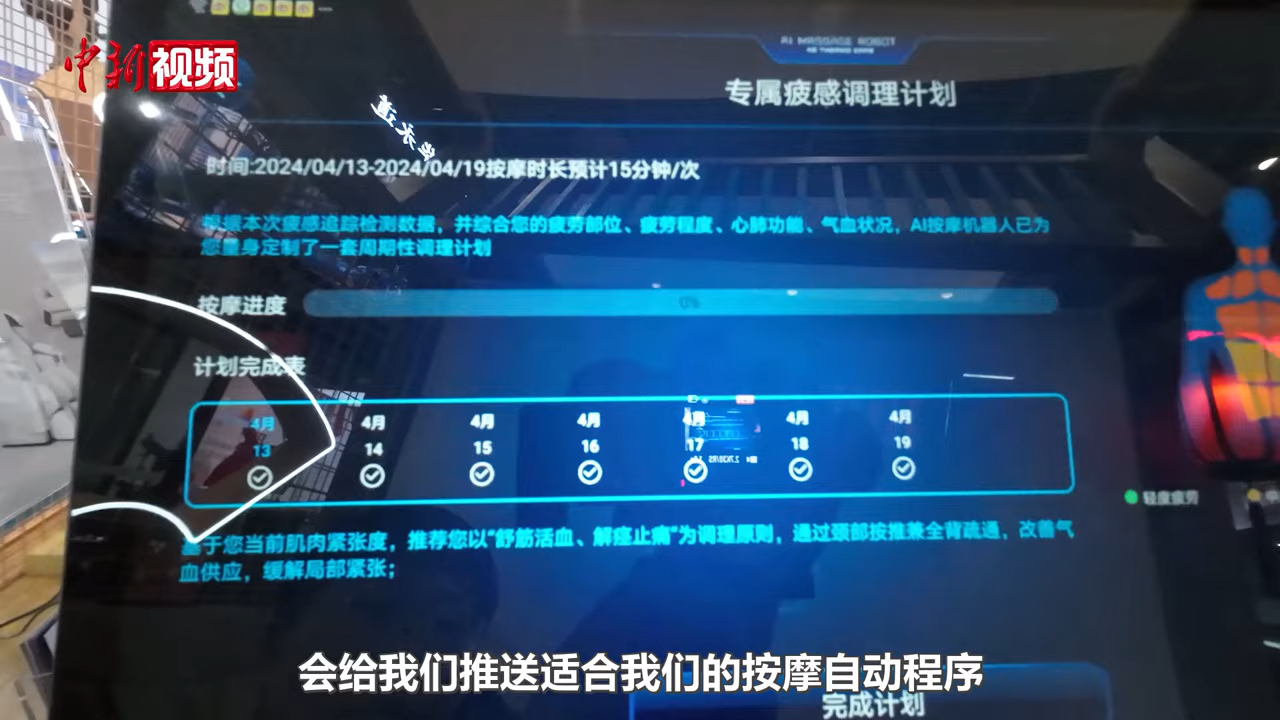 中新视频
AI MASSAGE ROBOT
专属疲感调理计划
时间:2024/04/13-2024/04/19按摩时长预计15分钟/次
根据本次疲感追踪检测数据，并综合您的疲劳部位、疲劳程度、心肺功能、气血状况，AI按摩机器人已为
您量身定制了一套周期性调理计划
按摩进度
0%
计划完成表
4月 4月 4月 4月 4月 4月 4月
13 14 15 16 17 18 19
轻度疲劳
基于您当前肌肉紧张度，推荐您以“舒筋活血、解痉止痛”为调理原则，通过颈部按推兼全背疏通，改善气
血供应，缓解局部紧张；
会给我们推送适合我们的按摩自动程序
完成计划